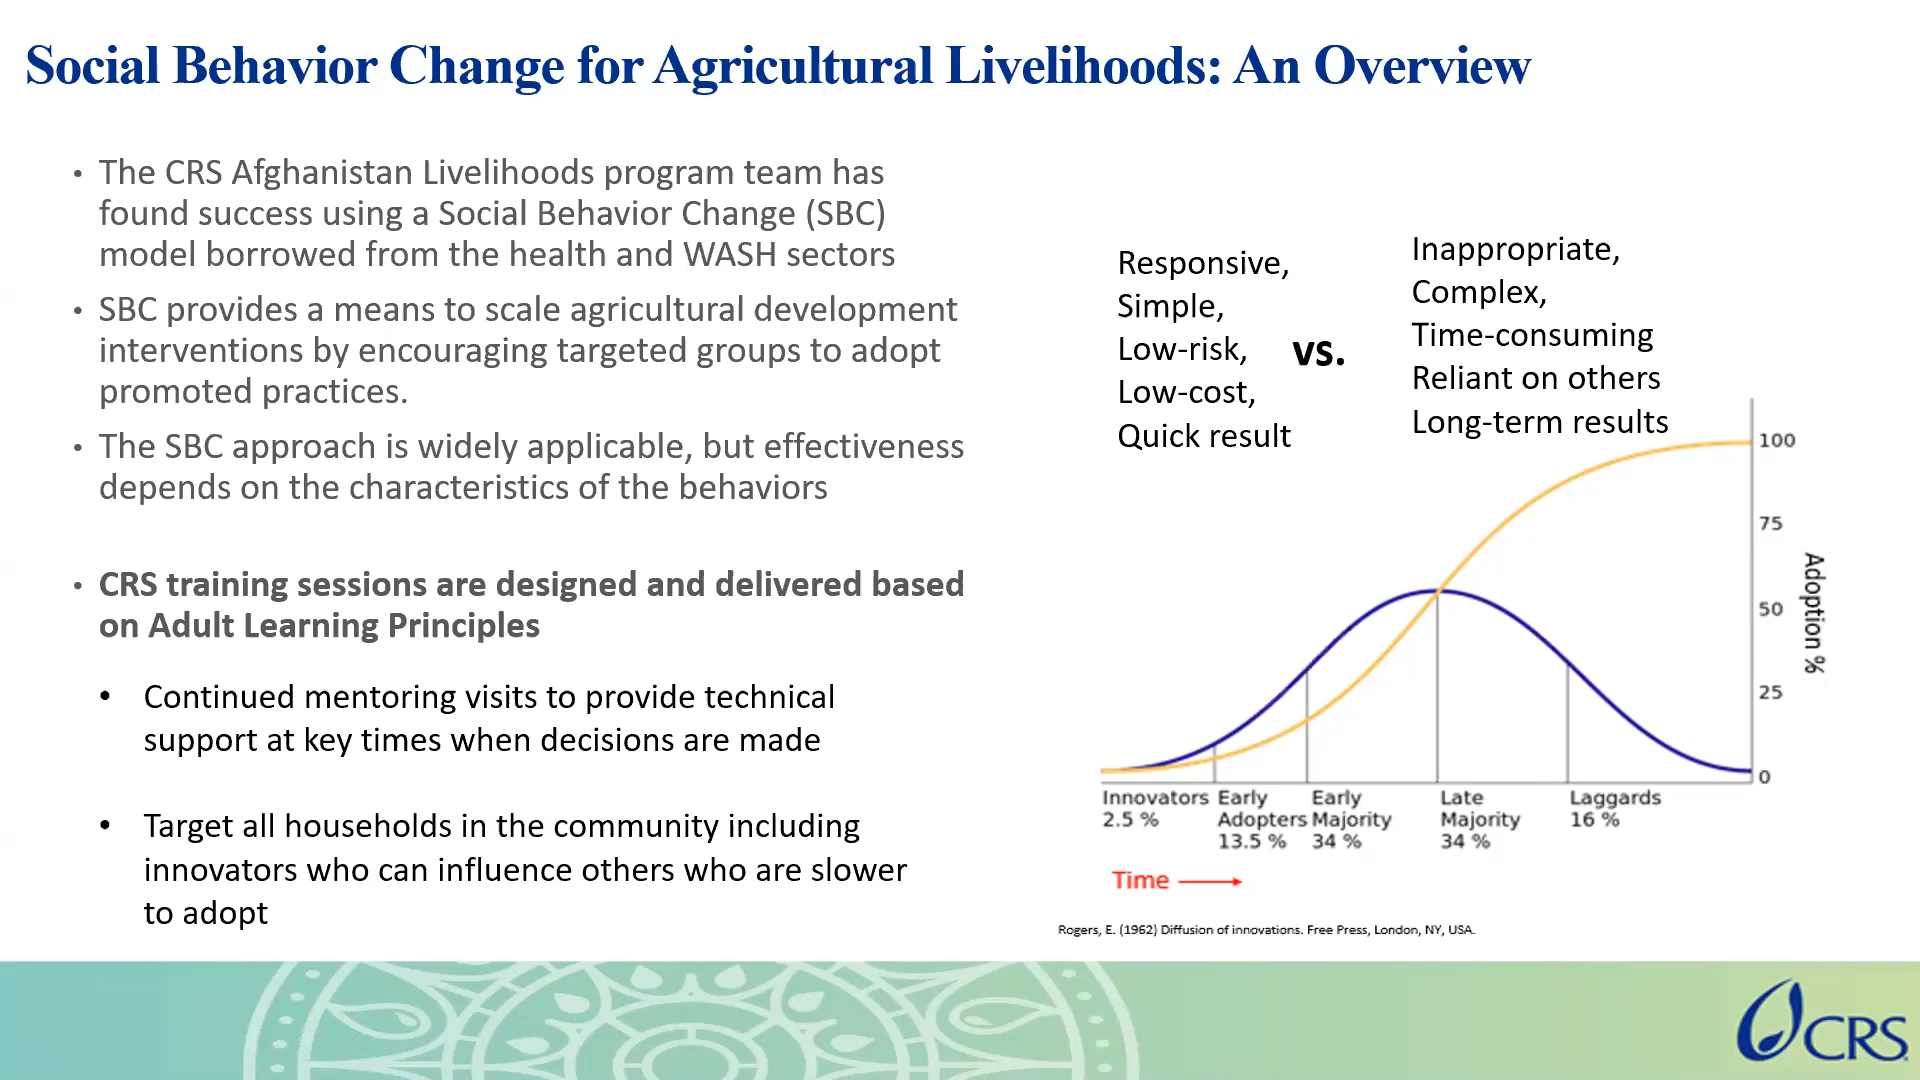 Social Behavior Change for Agricultural Livelihoods: An Overview
• The CRS Afghanistan Livelihoods program team has
found success using a Social Behavior Change (SBC)
model borrowed from the health and WASH sectors
• SBC provides a means to scale agricultural development
interventions by encouraging targeted groups to adopt
promoted practices.
• The SBC approach is widely applicable, but effectiveness
depends on the characteristics of the behaviors
• CRS training sessions are designed and delivered based
on Adult Learning Principles
• Continued mentoring visits to provide technical
support at key times when decisions are made
• Target all households in the community including
innovators who can influence others who are slower
to adopt
Responsive,
Simple,
Low-risk,
Low-cost,
Quick result
vs.
Inappropriate,
Complex,
Time-consuming
Reliant on others
Long-term results
100
75
50
25
0
Adoption %
Innovators
2.5 %
Early
Adopters
13.5 %
Early
Majority
34 %
Late
Majority
34 %
Laggards
16 %
Time
Rogers, E. (1962) Diffusion of innovations. Free Press, London, NY, USA.
CRS